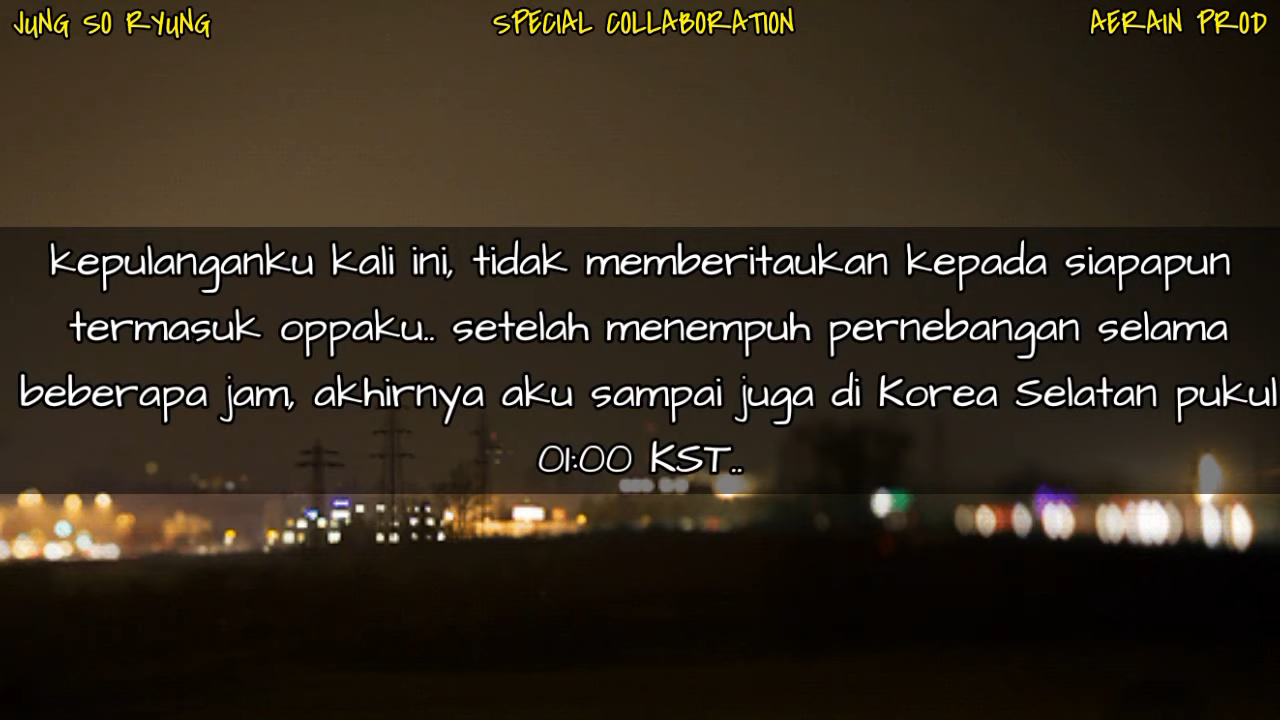 JUNG SO RYUNG SPECIAL COLLABORATION AERAIN PROD
kepulanganku kali ini, tidak memberitaukan kepada siapapun
termasuk oppaku.. setelah menempuh pernebangan selama
beberapa jam, akhirnya aku sampai juga di Korea Selatan pukul
01:00 KST..